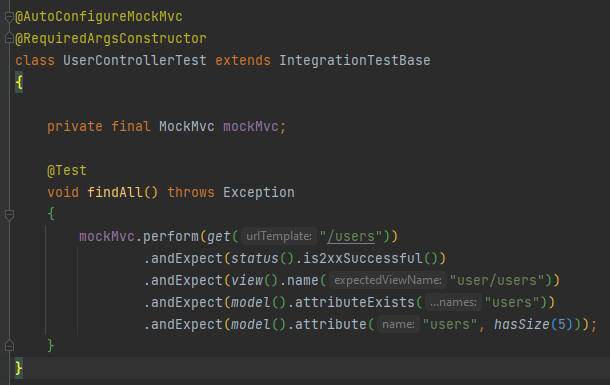 @AutoConfigureMockMvc
@RequiredArgsConstructor
class UserControllerTest extends IntegrationTestBase
{
private final MockMvc mockMvc;
@Test
void findAll() throws Exception
{
mockMvc.perform(get( urlTemplate: "/users"))
.andExpect(status().is2xxSuccessful())
.andExpect(view().name( expectedViewName: "user/users"))
.andExpect(model().attributeExists( ...names: "users"))
.andExpect(model().attribute( name: "users", hasSize(5)));
}
}